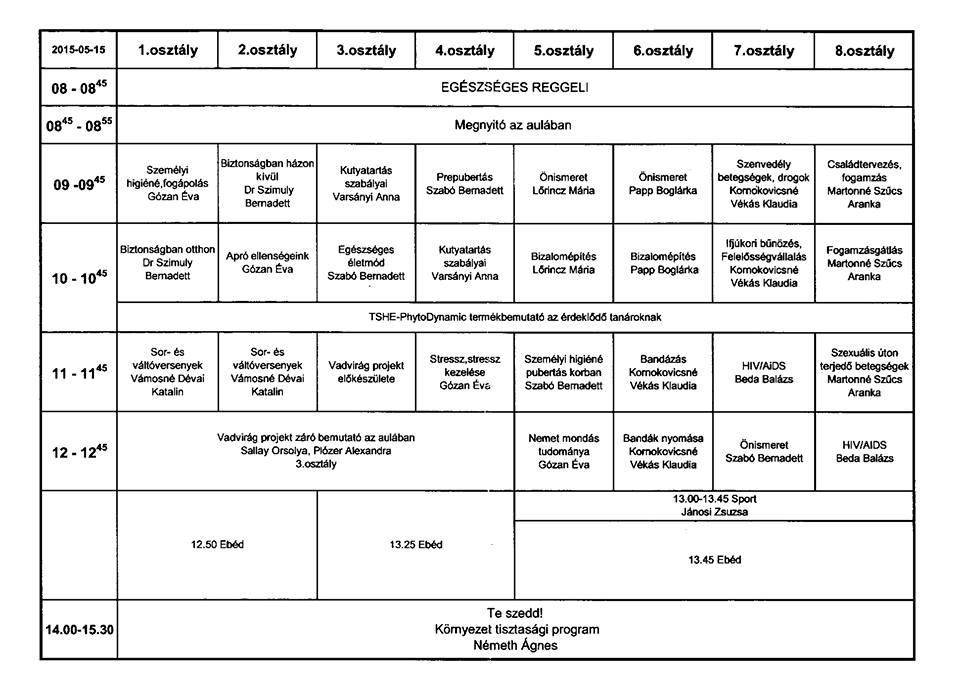 2015-05-15 1.osztály 2.osztály 3.osztály 4.osztály 5.osztály 6.osztály 7.osztály 8.osztály
08 - 08⁴⁵ EGÉSZSÉGES REGGELI
08⁴⁵ - 08⁵⁵ Megnyitó az aulában
09 -09⁴⁵
Személyi
higiéné,fogápolás
Gózan Éva
Biztonságban házon
kívül
Dr Szimuly
Bernadett
Kutyatartás
szabályai
Varsányi Anna
Prepubertás
Szabó Bernadett
Önismeret
Lőrincz Mária
Önismeret
Papp Boglárka
Szenvedély
betegségek, drogok
Kornokovicsné
Vékás Klaudia
Családtervezés,
fogamzás
Martonné Szűcs
Aranka
10 - 10⁴⁵
Biztonságban otthon
Dr Szimuly
Bernadett
Apró ellenségeink
Gózan Éva
Egészséges
életmód
Szabó Bernadett
Kutyatartás
szabályai
Varsányi Anna
Bizalomépítés
Lőrincz Mária
Bizalomépítés
Papp Boglárka
Ifjúkori bűnözés,
Felelősségvállalás
Kornokovicsné
Vékás Klaudia
Fogamzásgátlás
Martonné Szűcs
Aranka
TSHE-PhytoDynamic termékbemutató az érdeklődő tanároknak
11 - 11⁴⁵
Sor- és
váltóversenyek
Vámosné Dévai
Katalin
Sor- és
váltóversenyek
Vámosné Dévai
Katalin
Vadvirág projekt
előkészülete
Stressz,stressz
kezelése
Gózan Éva
Személyi higiéné
pubertás korban
Szabó Bernadett
Bandázás
Kornokovicsné
Vékás Klaudia
HIV/AIDS
Beda Balázs
Szexuális úton
terjedő betegségek
Martonné Szűcs
Aranka
12 - 12⁴⁵
Vadvirág projekt záró bemutató az aulában
Sallay Orsolya, Plózer Alexandra
3.osztály
Nemet mondás
tudománya
Gózan Éva
Bandák nyomása
Kornokovicsné
Vékás Klaudia
Önismeret
Szabó Bernadett
HIV/AIDS
Beda Balázs
13.00-13.45 Sport
Jánosi Zsuzsa
12.50 Ebéd
13.25 Ebéd
13.45 Ebéd
14.00-15.30
Te szedd!
Környezet tisztasági program
Németh Ágnes